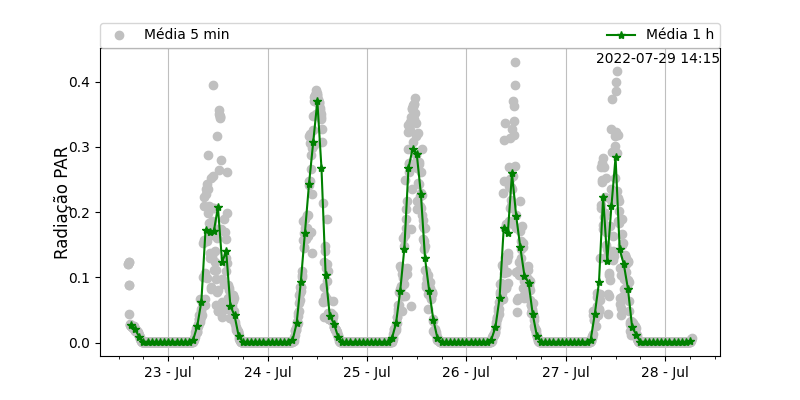 Média 5 min
Média 1 h
2022-07-29 14:15
Radiação PAR
0.4
0.3
0.2
0.1
0.0
23 - Jul
24 - Jul
25 - Jul
26 - Jul
27 - Jul
28 - Jul